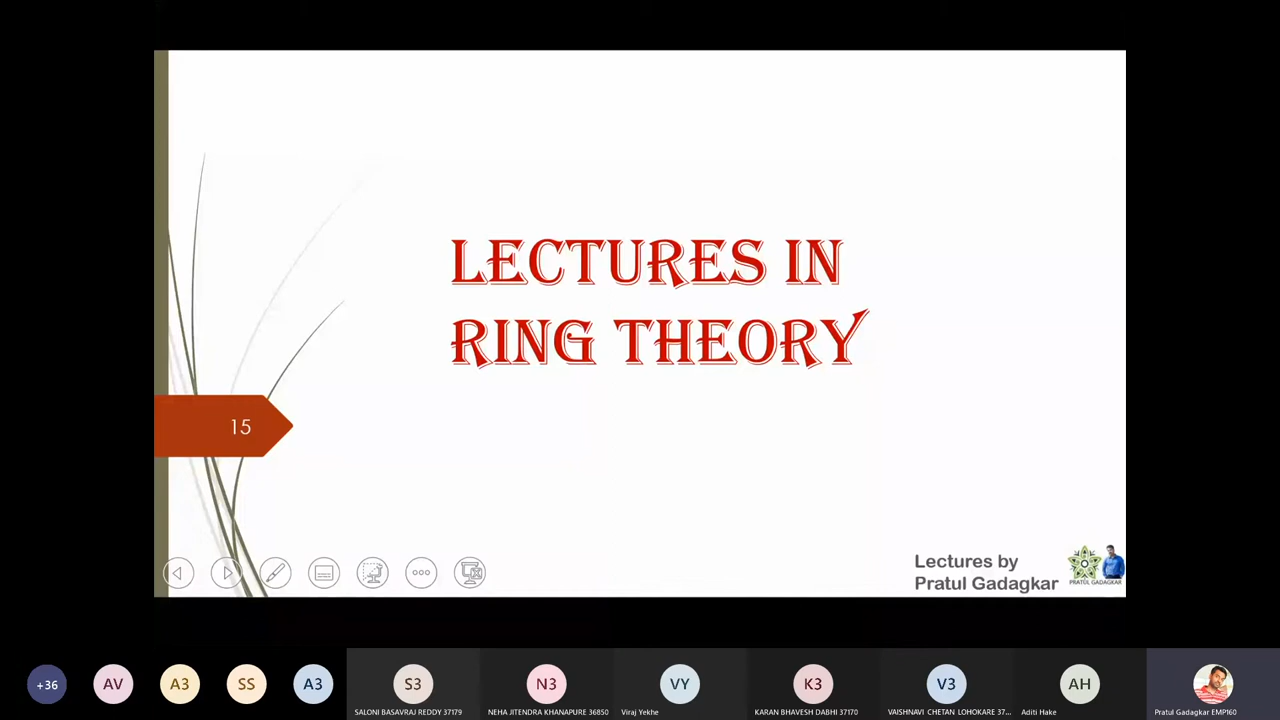 LECTURES IN
RING THEORY
15
Lectures by
Pratul Gadagkar
PRATUL GADAGKAR
+36
AV
A3
SS
A3
S3
N3
VY
K3
V3
AH
SALONI BASAVRAJ REDDY 37179
NEHA JITENDRA KHANAPURE 36850
Viraj Yekhe
KARAN BHAVESH DABHI 37170
VAISHNAVI CHETAN LOHOKARE 37...
Aditi Hake
Pratul Gadagkar EMP160